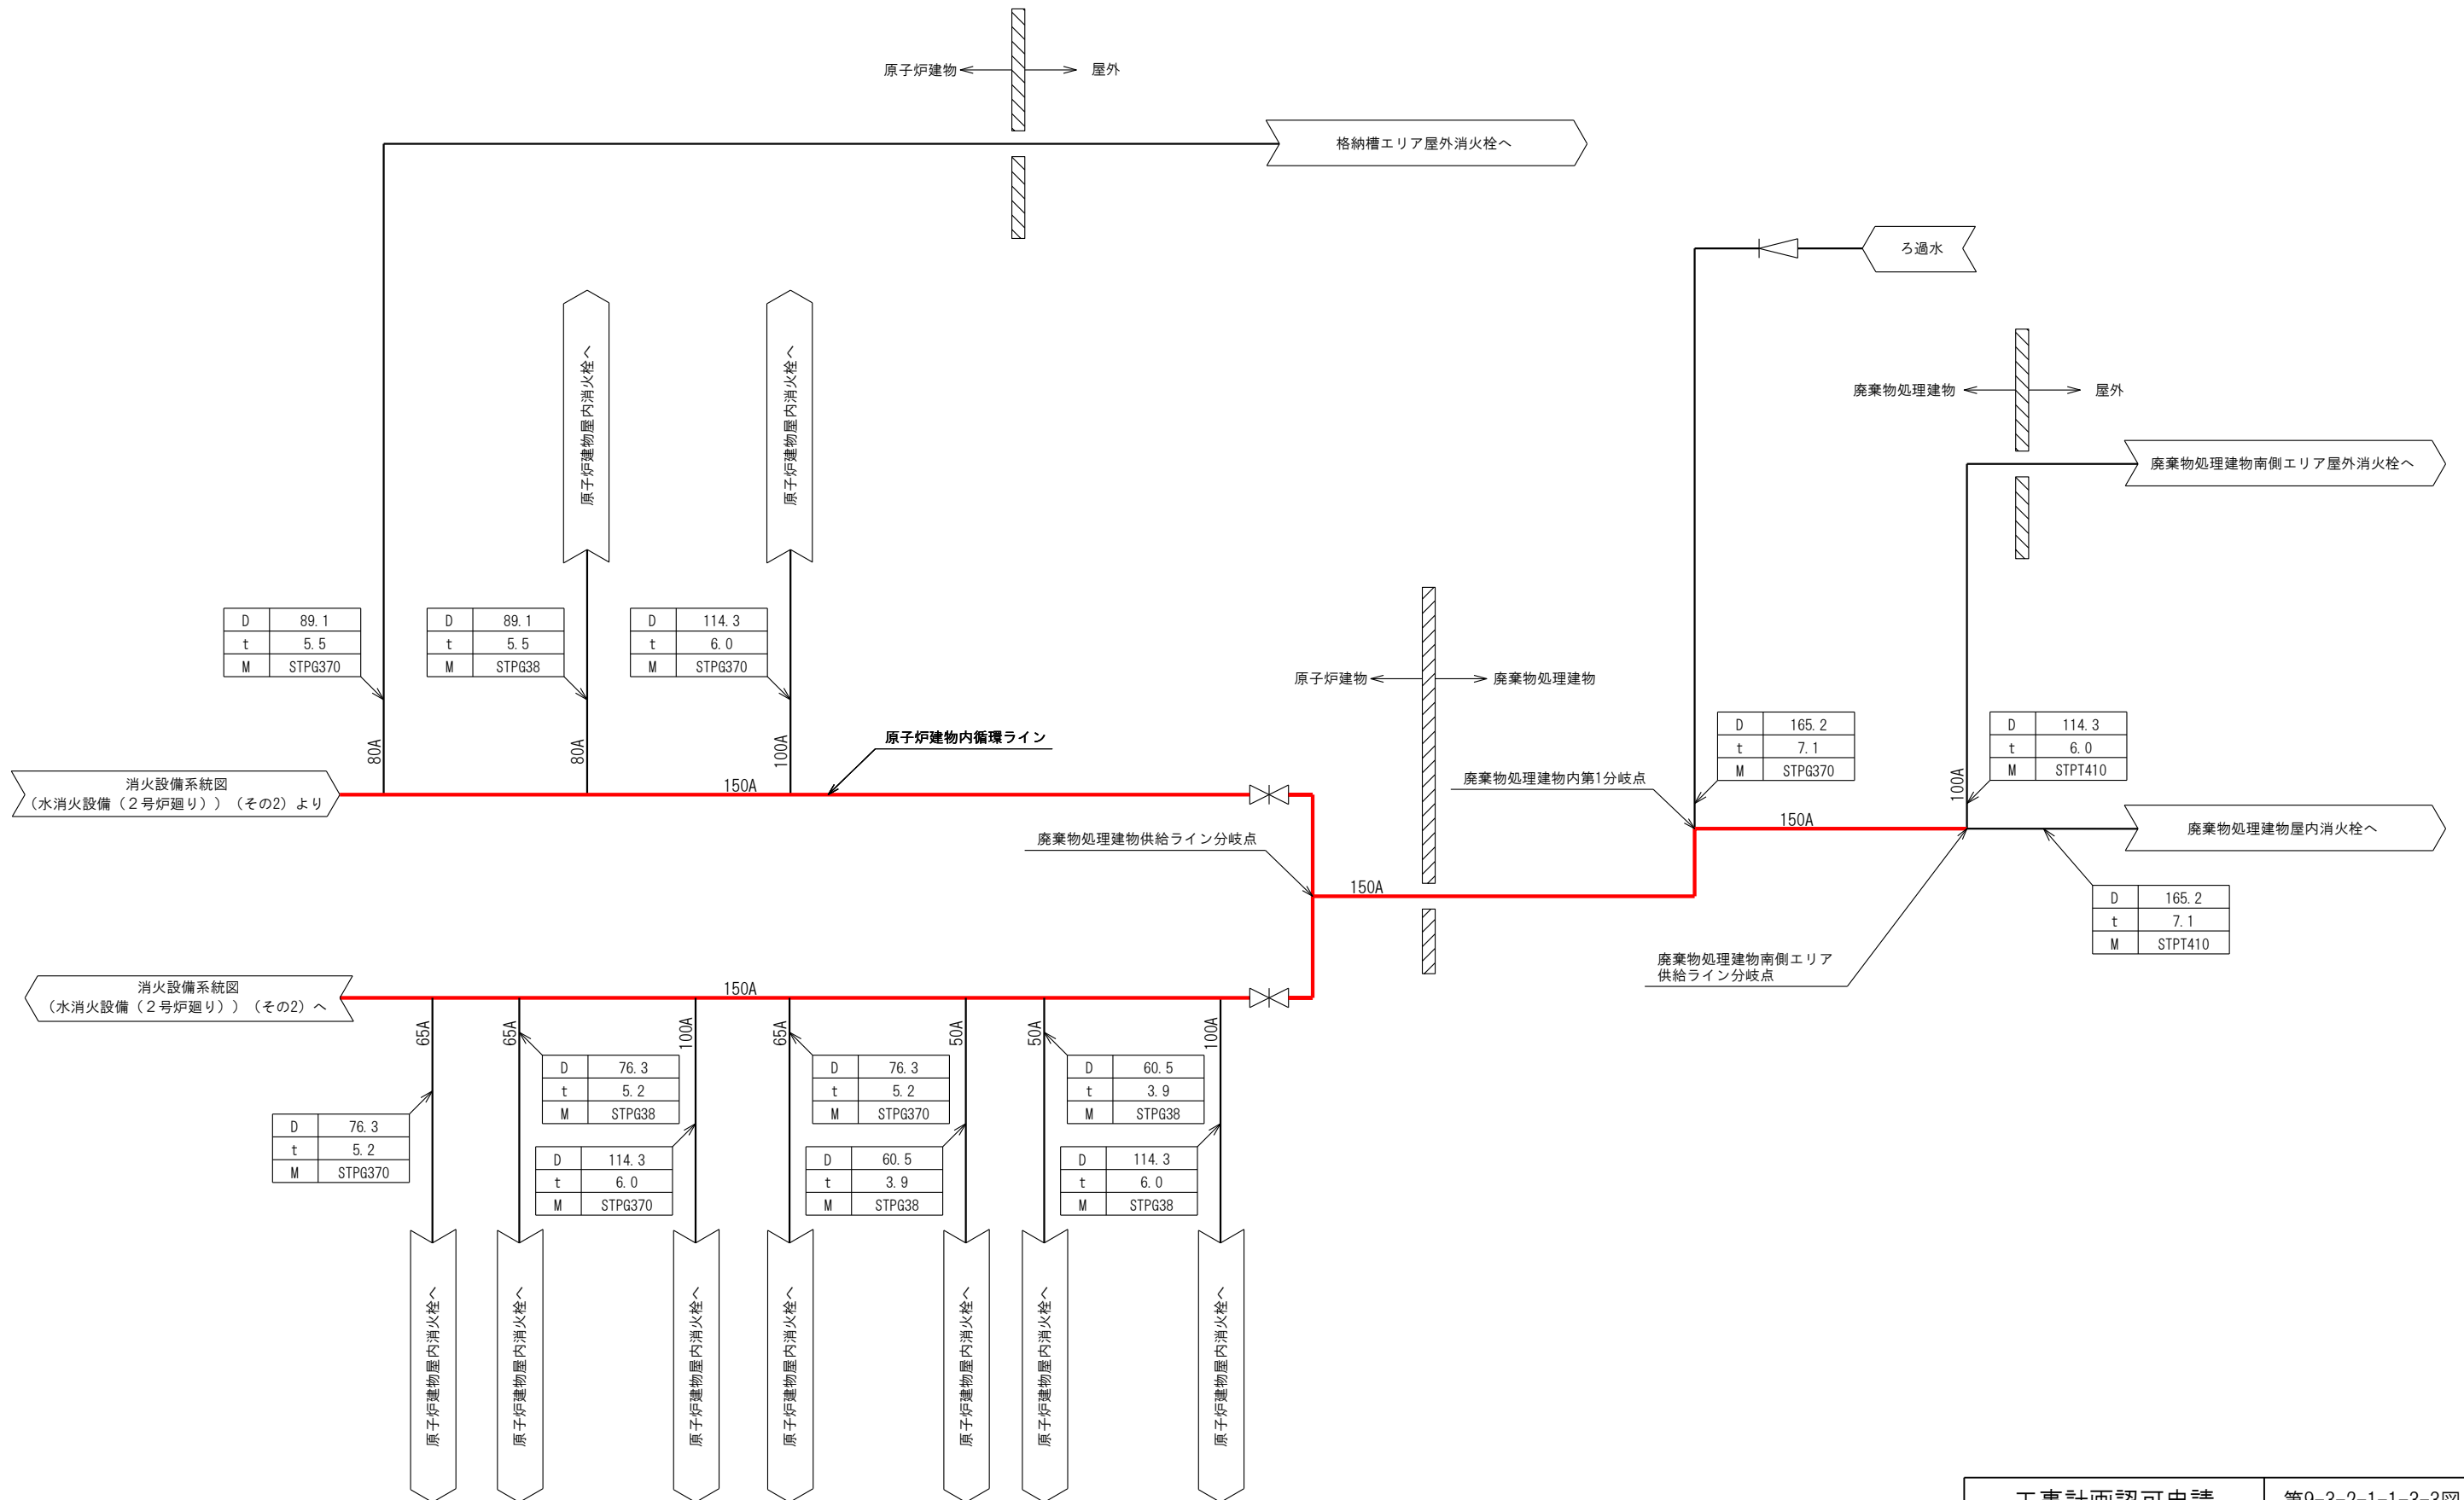 原子炉建物
屋外
格納槽エリア屋外消火栓へ
ろ過水
原子炉建物屋内消火栓へ
原子炉建物屋内消火栓へ
廃棄物処理建物
屋外
廃棄物処理建物南側エリア屋外消火栓へ
D 89.1
t 5.5
M STPG370
D 89.1
t 5.5
M STPG38
D 114.3
t 6.0
M STPG370
原子炉建物
廃棄物処理建物
80A
80A
100A
原子炉建物内循環ライン
D 165.2
t 7.1
M STPG370
D 114.3
t 6.0
M STPT410
消火設備系統図
(水消火設備(2号炉廻り))(その2)より
150A
廃棄物処理建物内第1分岐点
100A
150A
廃棄物処理建物屋内消火栓へ
廃棄物処理建物供給ライン分岐点
150A
D 165.2
t 7.1
M STPT410
廃棄物処理建物南側エリア
供給ライン分岐点
消火設備系統図
(水消火設備(2号炉廻り))(その2)へ
150A
65A
65A
100A
65A
50A
50A
100A
D 76.3
t 5.2
M STPG38
D 76.3
t 5.2
M STPG370
D 60.5
t 3.9
M STPG38
D 76.3
t 5.2
M STPG370
D 114.3
t 6.0
M STPG370
D 60.5
t 3.9
M STPG38
D 114.3
t 6.0
M STPG38
原子炉建物屋内消火栓へ
原子炉建物屋内消火栓へ
原子炉建物屋内消火栓へ
原子炉建物屋内消火栓へ
原子炉建物屋内消火栓へ
原子炉建物屋内消火栓へ
原子炉建物屋内消火栓へ
工事計画認可申請
第9-3-2-1-1-3-3図